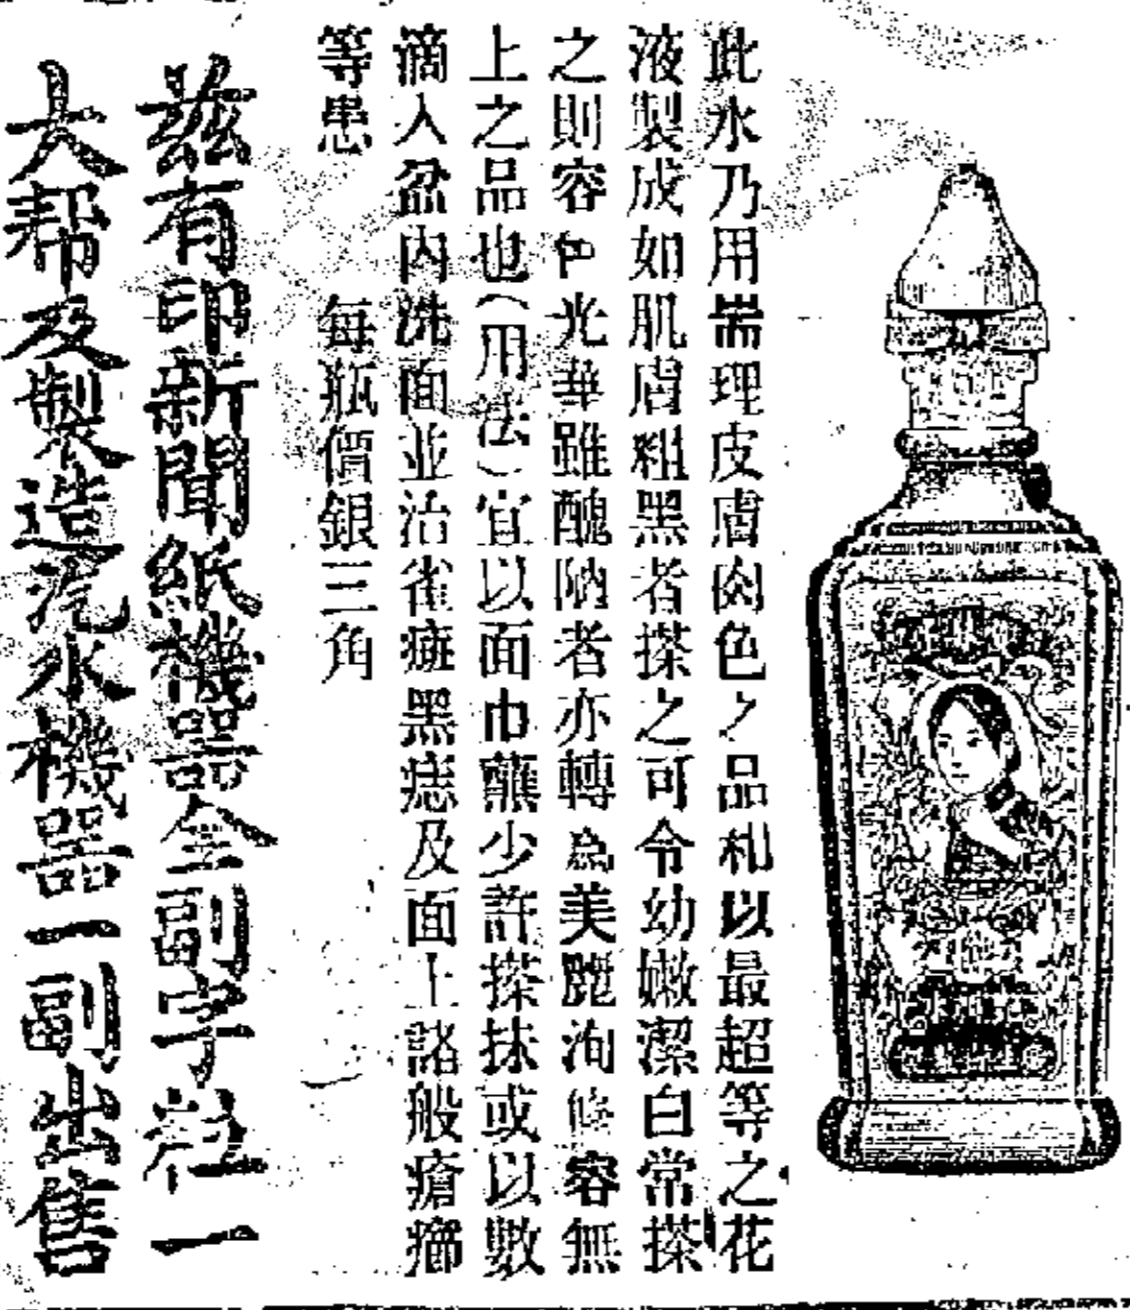 此水乃用耑理皮膚肉色〻品和以最超等之花
液製成如肌膚粗黑者搽之可令幼嫩潔白常搽
之則容色光華雖醜陋者亦轉為美麗洵修容無
上之品也(用法)宜以面巾蘸少許搽抹或以數
滴入盆內洗面並治雀斑黑痣及面上諸般瘡癤
等患　每瓶價銀三角
茲有印新聞紙機器全副字粒一
大帮及製造汽水機器一副出售